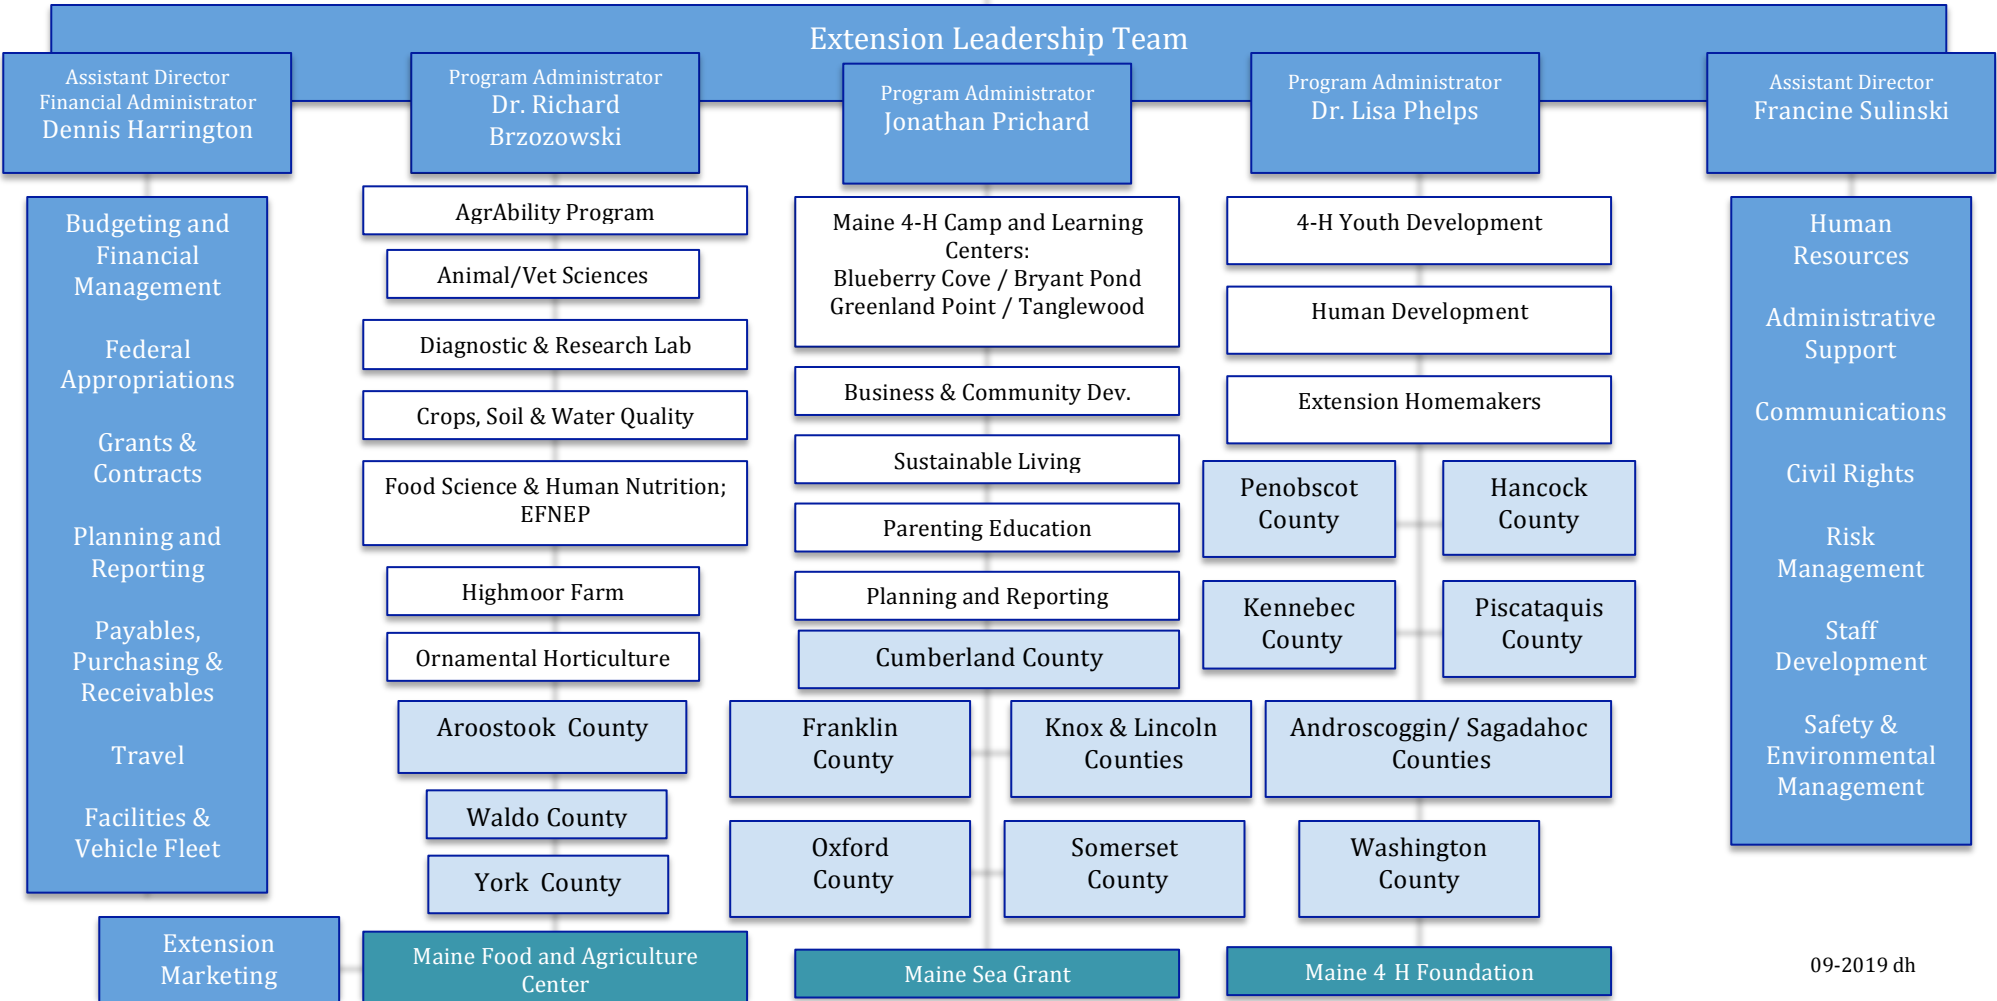 Extension Leadership Team
Assistant Director
Financial Administrator
Dennis Harrington
Budgeting and
Financial
Management
Federal
Appropriations
Grants &
Contracts
Planning and
Reporting
Payables,
Purchasing &
Receivables
Travel
Facilities &
Vehicle Fleet
Extension
Marketing
Program Administrator
Dr. Richard
Brzozowski
AgrAbility Program
Animal/Vet Sciences
Diagnostic & Research Lab
Crops, Soil & Water Quality
Food Science & Human Nutrition;
EFNEP
Highmoor Farm
Ornamental Horticulture
Aroostook County
Waldo County
York County
Maine Food and Agriculture
Center
Program Administrator
Jonathan Prichard
Maine 4-H Camp and Learning
Centers:
Blueberry Cove / Bryant Pond
Greenland Point / Tanglewood
Business & Community Dev.
Sustainable Living
Parenting Education
Planning and Reporting
Cumberland County
Franklin
County
Knox & Lincoln
Counties
Oxford
County
Somerset
County
Maine Sea Grant
Program Administrator
Dr. Lisa Phelps
4-H Youth Development
Human Development
Extension Homemakers
Penobscot
County
Hancock
County
Kennebec
County
Piscataquis
County
Androscoggin/ Sagadahoc
Counties
Washington
County
Maine 4 H Foundation
Assistant Director
Francine Sulinski
Human
Resources
Administrative
Support
Communications
Civil Rights
Risk
Management
Staff
Development
Safety &
Environmental
Management
09-2019 dh